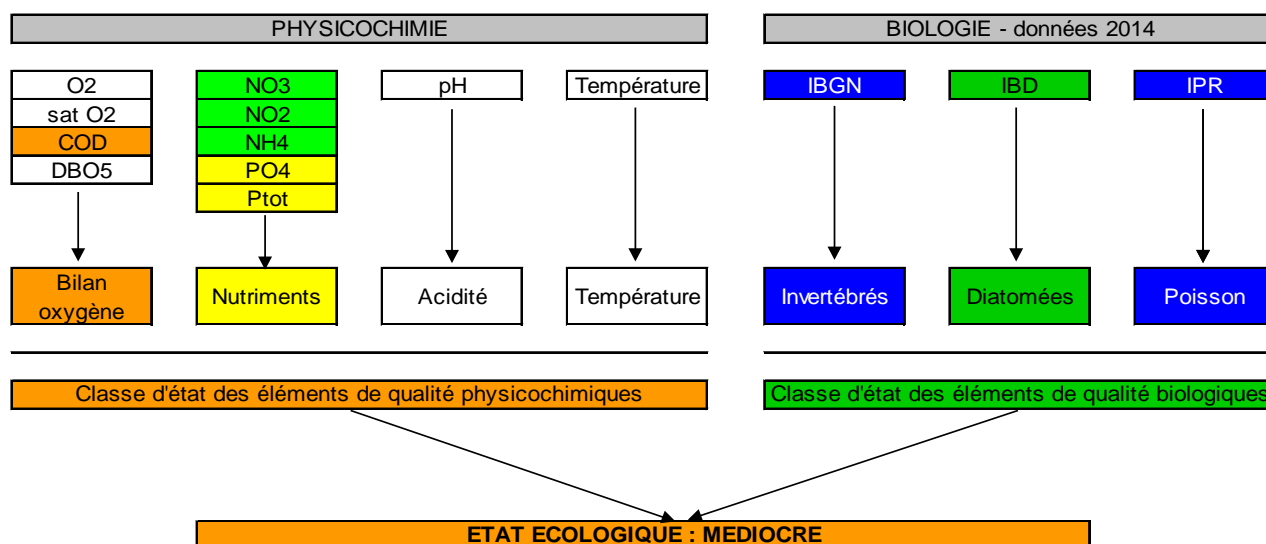 PHYSICOCHIMIE
BIOLOGIE - données 2014
O2
sat O2
COD
DBO5
NO3
NO2
NH4
PO4
Ptot
pH
Température
IBGN
IBD
IPR
Bilan
oxygène
Nutriments
Acidité
Température
Invertébrés
Diatomées
Poisson
Classe d'état des éléments de qualité physicochimiques
Classe d'état des éléments de qualité biologiques
ETAT ECOLOGIQUE : MEDIOCRE